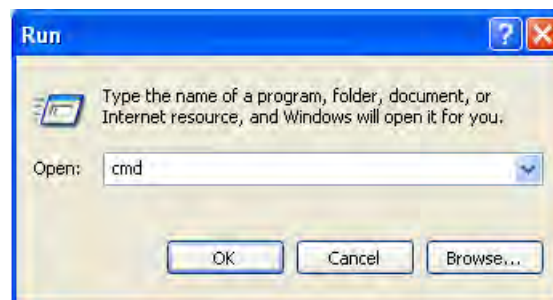 Run
Type the name of a program, folder, document, or
Internet resource, and Windows will open it for you.
Open: cmd
OK Cancel Browse...